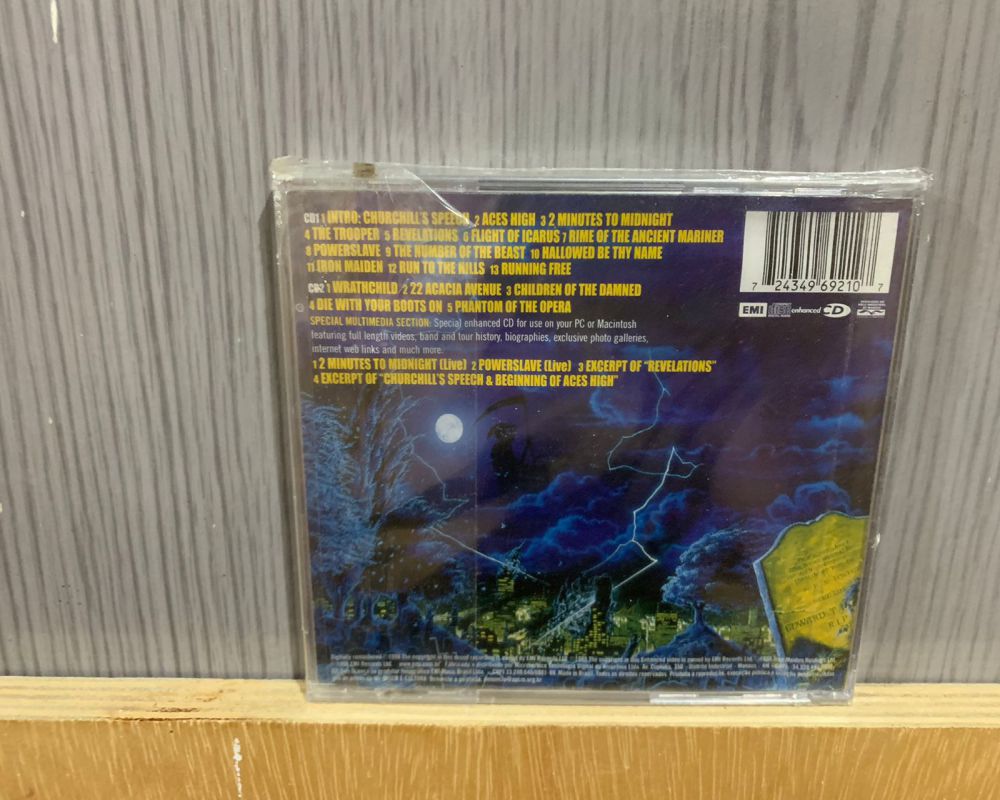 CD1 1 INTRO: CHURCHILL'S SPEECH 2 ACES HIGH 3 2 MINUTES TO MIDNIGHT
4 THE TROOPER 5 REVELATIONS 6 FLIGHT OF ICARUS 7 RIME OF THE ANCIENT MARINER
8 POWERSLAVE 9 THE NUMBER OF THE BEAST 10 HALLOWED BE THY NAME
11 IRON MAIDEN 12 RUN TO THE HILLS 13 RUNNING FREE
CD2 1 WRATHCHILD 2 22 ACACIA AVENUE 3 CHILDREN OF THE DAMNED
4 DIE WITH YOUR BOOTS ON 5 PHANTOM OF THE OPERA
SPECIAL MULTIMEDIA SECTION: Special enhanced CD for use on your PC or Macintosh
featuring full length videos, band and tour history, biographies, exclusive photo galleries,
internet web links and much more.
1 2 MINUTES TO MIDNIGHT (Live) 2 POWERSLAVE (Live) 3 EXCERPT OF "REVELATIONS"
4 EXCERPT OF "CHURCHILL'S SPEECH & BEGINNING OF ACES HIGH"
7 24349 69210 7
EMI enhanced CD
EDWARD T
R.I.P.